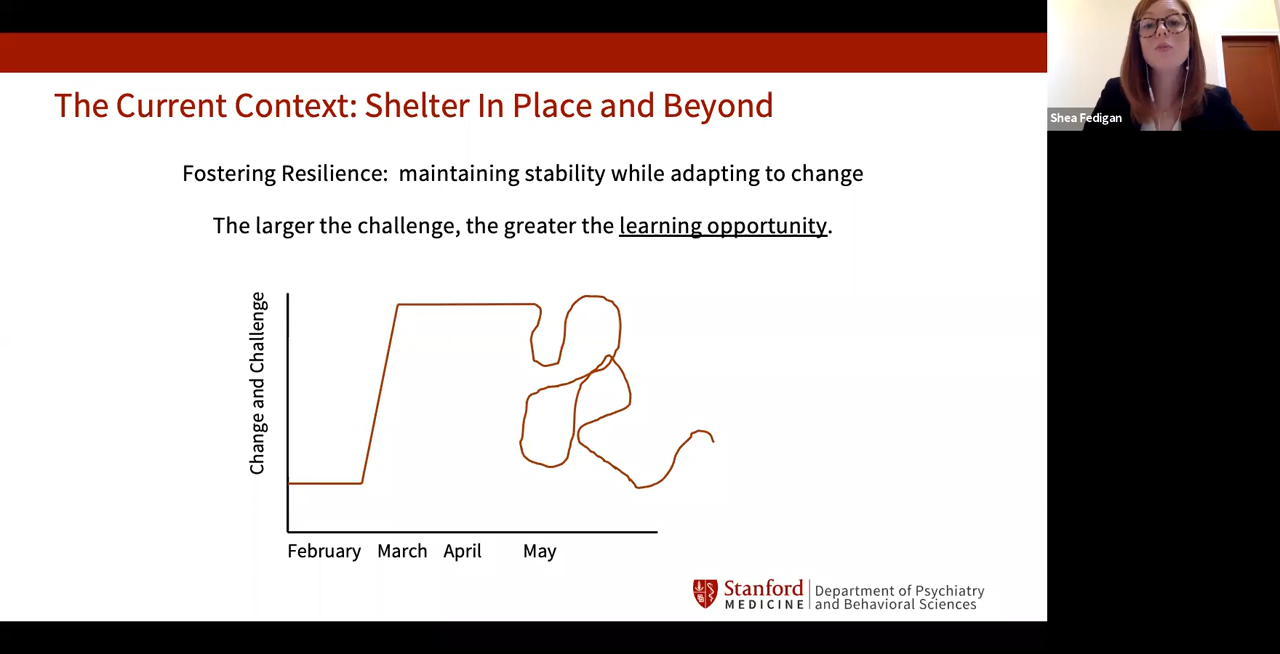 The Current Context: Shelter In Place and Beyond
Shea Fedigan
Fostering Resilience: maintaining stability while adapting to change
The larger the challenge, the greater the learning opportunity.
Change and Challenge
February March April May
Stanford
MEDICINE
Department of Psychiatry
and Behavioral Sciences